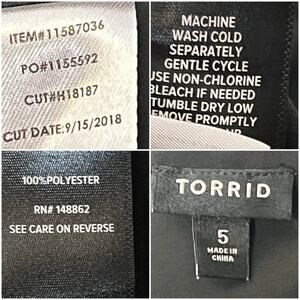 ITEM#11587036
PO#1155592
CUT#H18187
CUT DATE:9/15/2018
MACHINE
WASH COLD
SEPARATELY
GENTLE CYCLE
USE NON-CHLORINE
BLEACH IF NEEDED
TUMBLE DRY LOW
REMOVE PROMPTLY
100%POLYESTER
RN# 148862
SEE CARE ON REVERSE
TORRID
5
MADE IN
CHINA